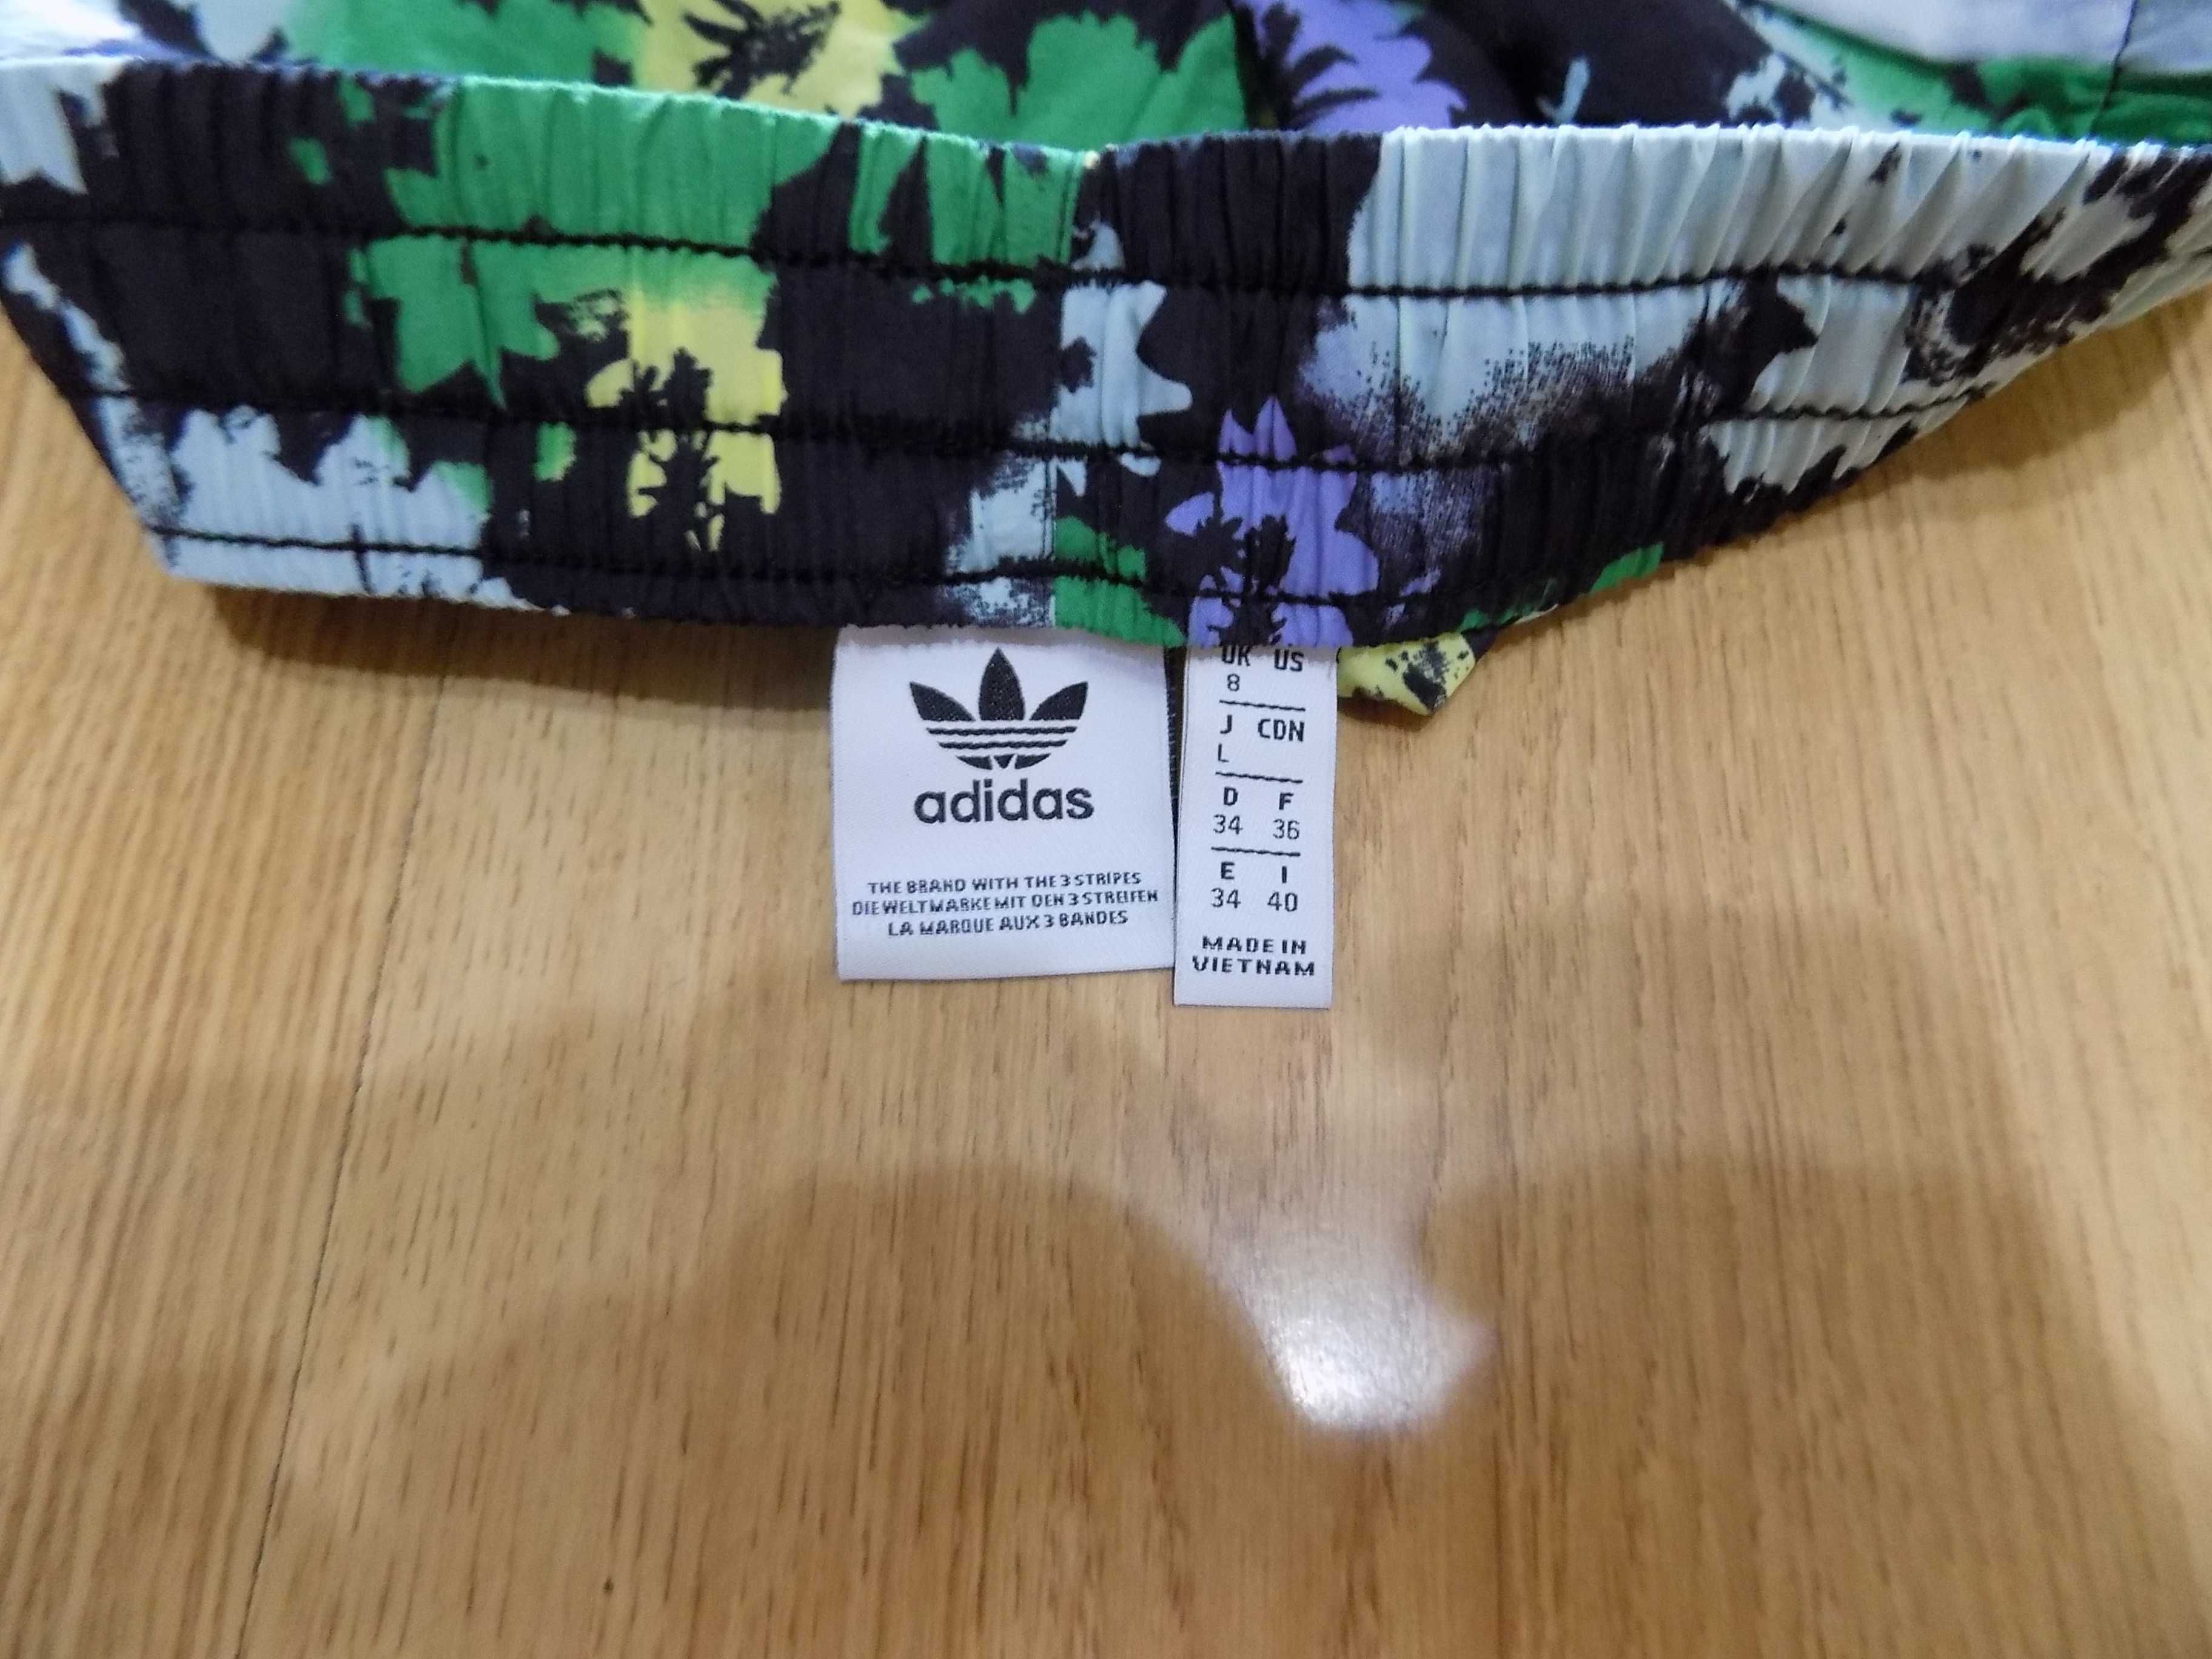 adidas
THE BRAND WITH THE 3 STRIPES
DIE WELTMARKE MIT DEN 3 STREIFEN
LA MARQUE AUX 3 BANDES
UK US
8
J CDN
L
D F
34 36
E I
34 40
MADE IN
VIETNAM